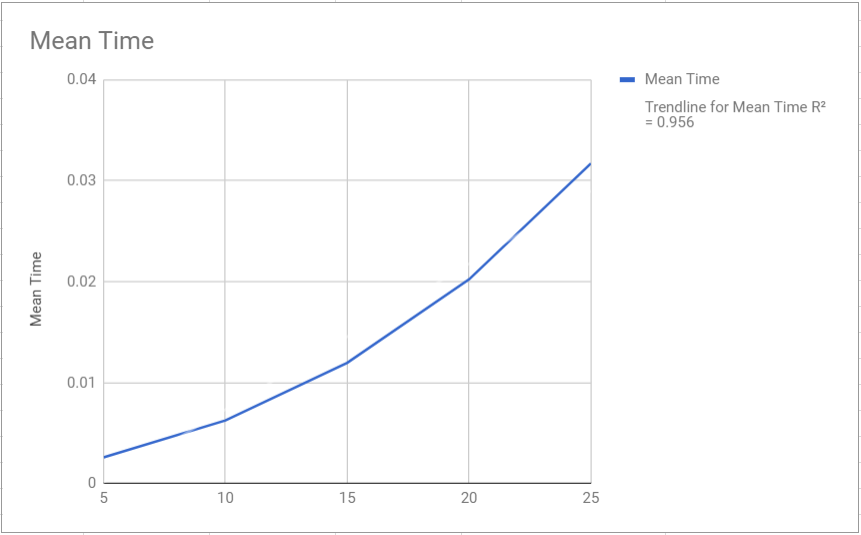 Mean Time
0.04
0.03
0.02
0.01
0
Mean Time
5 10 15 20 25
Mean Time
Trendline for Mean Time R²
= 0.956